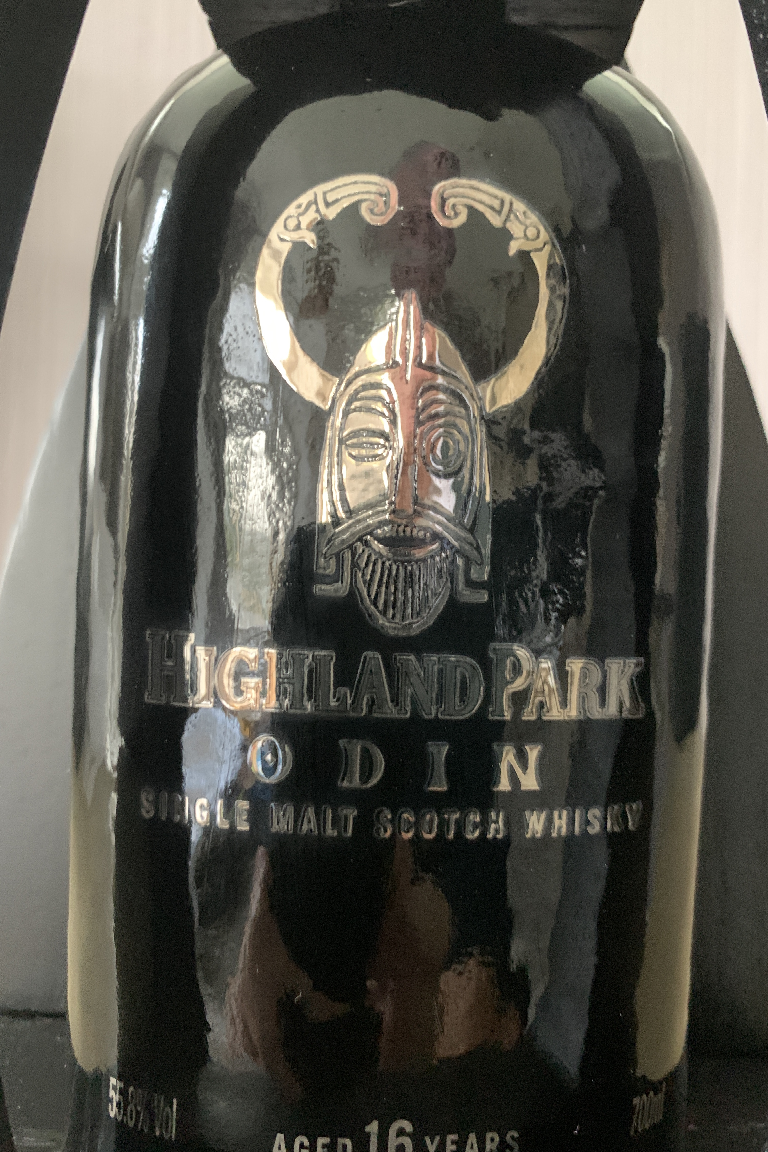 HIGHLAND PARK
ODIN
SINGLE MALT SCOTCH WHISKY
55.8% Vol
700ml
AGED 16 YEARS